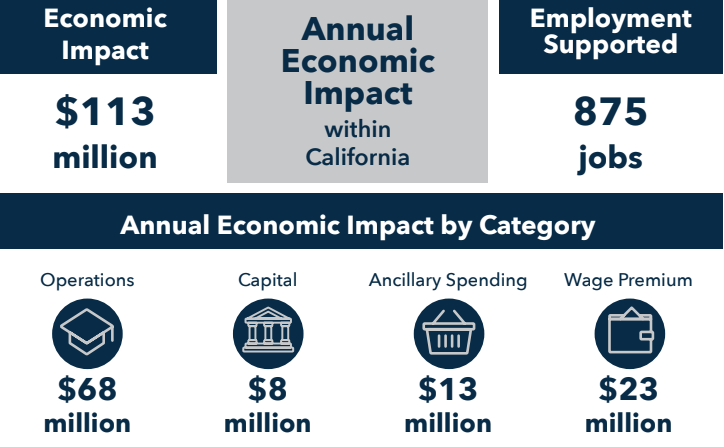 Economic
Impact
$113
million
Annual
Economic
Impact
within
California
Employment
Supported
875
jobs
Annual Economic Impact by Category
Operations
$68
million
Capital
$8
million
Ancillary Spending
$13
million
Wage Premium
$23
million